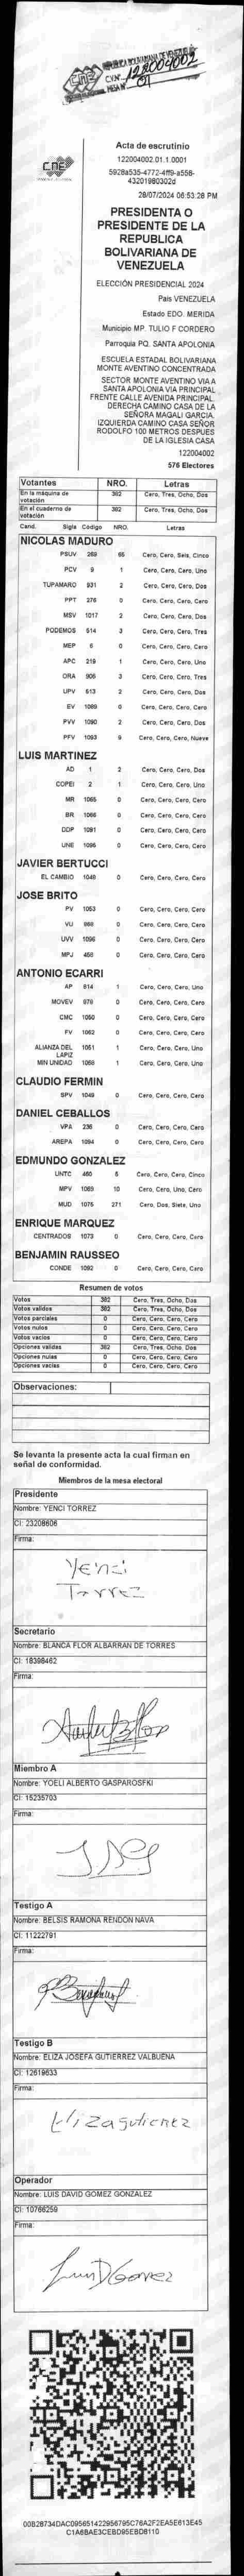 cne
122004002
01
cne
Acta de escrutinio
122004002.01.1.0001
28/07/2024 06:53:28 PM
PRESIDENTA O
PRESIDENTE DE LA
REPUBLICA
BOLIVARIANA DE
VENEZUELA
ELECCIÓN PRESIDENCIAL 2024
País VENEZUELA
Estado EDO. MERIDA
Municipio MP. TULIO F CORDERO
Parroquia PQ. SANTA APOLONIA
ESCUELA ESTADAL BOLIVARIANA
MONTE AVENTINO CONCENTRADA
SECTOR MONTE AVENTINO VIA A
SANTA APOLONIA VIA PRINCIPAL
FRENTE CALLE AVENIDA PRINCIPAL.
DERECHA CAMINO CASA DE LA
SEÑORA MAGALI GARCIA.
IZQUIERDA CAMINO CASA SEÑOR
RODOLFO 100 METROS DESPUES
DE LA IGLESIA CASA
122004002
576 Electores
Votantes NRO. Letras
En la máquina de votación 382 Cero, Tres, Ocho, Dos
En el cuaderno de votación 382 Cero, Tres, Ocho, Dos
Cand. Sigla Código NRO. Letras
NICOLAS MADURO
PSUV 269 65 Cero, Cero, Seis, Cinco
PCV 9 1 Cero, Cero, Cero, Uno
TUPAMARO 931 2 Cero, Cero, Cero, Dos
PPT 276 0 Cero, Cero, Cero, Cero
MSV 1017 2 Cero, Cero, Cero, Dos
PODEMOS 514 3 Cero, Cero, Cero, Tres
MEP 6 0 Cero, Cero, Cero, Cero
APC 219 1 Cero, Cero, Cero, Uno
ORA 906 3 Cero, Cero, Cero, Tres
UPV 613 2 Cero, Cero, Cero, Dos
EV 1089 0 Cero, Cero, Cero, Cero
PVV 1090 2 Cero, Cero, Cero, Dos
PFV 1093 9 Cero, Cero, Cero, Nueve
LUIS MARTINEZ
AD 1 2 Cero, Cero, Cero, Dos
COPEI 2 1 Cero, Cero, Cero, Uno
MR 1065 0 Cero, Cero, Cero, Cero
BR 1066 0 Cero, Cero, Cero, Cero
DDP 1081 0 Cero, Cero, Cero, Cero
UNE 1095 0 Cero, Cero, Cero, Cero
JAVIER BERTUCCI
EL CAMBIO 1048 0 Cero, Cero, Cero, Cero
JOSE BRITO
PV 1053 0 Cero, Cero, Cero, Cero
VU 868 0 Cero, Cero, Cero, Cero
UVV 1096 0 Cero, Cero, Cero, Cero
MPJ 458 0 Cero, Cero, Cero, Cero
ANTONIO ECARRI
AP 814 1 Cero, Cero, Cero, Uno
MOVEV 979 0 Cero, Cero, Cero, Cero
CMC 1050 0 Cero, Cero, Cero, Cero
FV 1062 0 Cero, Cero, Cero, Cero
ALIANZA DEL LAPIZ 1051 1 Cero, Cero, Cero, Uno
MIN UNIDAD 1068 1 Cero, Cero, Cero, Uno
CLAUDIO FERMIN
SPV 1049 0 Cero, Cero, Cero, Cero
DANIEL CEBALLOS
VPA 236 0 Cero, Cero, Cero, Cero
AREPA 1094 0 Cero, Cero, Cero, Cero
EDMUNDO GONZALEZ
UNTC 460 5 Cero, Cero, Cero, Cinco
MPV 1069 10 Cero, Cero, Uno, Cero
MUD 1075 271 Cero, Dos, Siete, Uno
ENRIQUE MARQUEZ
CENTRADOS 1073 0 Cero, Cero, Cero, Cero
BENJAMIN RAUSSEO
CONDE 1092 0 Cero, Cero, Cero, Cero
Resumen de votos
Votos 382 Cero, Tres, Ocho, Dos
Votos validos 382 Cero, Tres, Ocho, Dos
Votos parciales 0 Cero, Cero, Cero, Cero
Votos nulos 0 Cero, Cero, Cero, Cero
Votos vacios 0 Cero, Cero, Cero, Cero
Opciones validas 382 Cero, Tres, Ocho, Dos
Opciones nulas 0 Cero, Cero, Cero, Cero
Opciones vacias 0 Cero, Cero, Cero, Cero
Observaciones:
Se levanta la presente acta la cual firman en
señal de conformidad.
Miembros de la mesa electoral
Presidente
Nombre: YENCI TORREZ
CI: 23208606
Firma:
Yenci
Torrez
Secretario
Nombre: BLANCA FLOR ALBARRAN DE TORRES
CI: 18398462
Firma:
Miembro A
Nombre: YOELI ALBERTO GASPAROSFKI
CI: 15235703
Firma:
Testigo A
Nombre: BELSIS RAMONA RENDON NAVA
CI: 11222791
Firma:
Testigo B
Nombre: ELIZA JOSEFA GUTIERREZ VALBUENA
CI: 12619633
Firma:
Elizagutierrez
Operador
Nombre: LUIS DAVID GOMEZ GONZALEZ
CI: 10766259
Firma:
Luis D Gomez